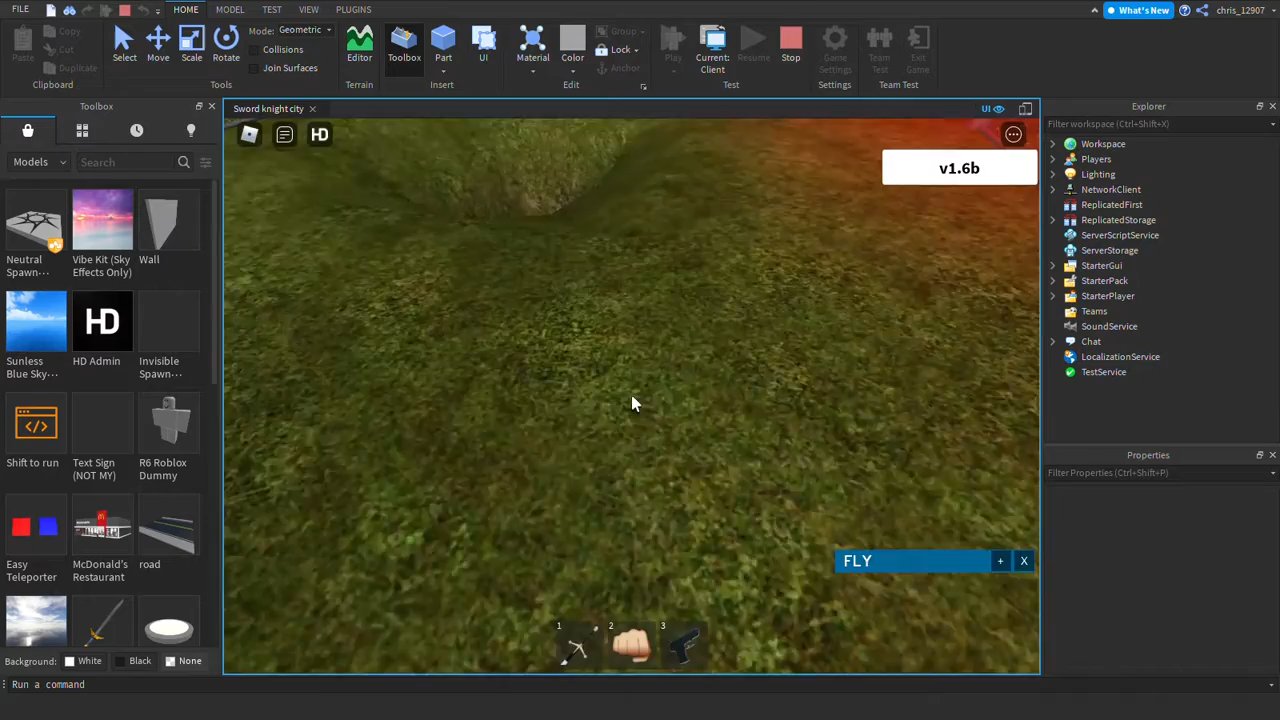 FILE HOME MODEL TEST VIEW PLUGINS What's New chris_12907
Paste Copy Cut Duplicate Select Move Scale Rotate Mode: Geometric Collisions Join Surfaces Editor Toolbox Part UI Material Color Group Lock Anchor Play Current: Client Resume Stop Game Settings Team Test Exit Game
Clipboard Tools Terrain Insert Edit Test Settings Team Test
Toolbox
Models Search
Neutral Spawn...
Vibe Kit (Sky Effects Only)
Wall
Sunless Blue Sky...
HD
HD Admin
Invisible Spawn...
Shift to run
Text Sign (NOT MY)
R6 Roblox Dummy
Easy Teleporter
McDonald's Restaurant
road
Background: White Black None
Run a command
Sword knight city
UI
HD
v1.6b
FLY + X
1 2 3
Explorer
Filter workspace (Ctrl+Shift+X)
Workspace
Players
Lighting
NetworkClient
ReplicatedFirst
ReplicatedStorage
ServerScriptService
ServerStorage
StarterGui
StarterPack
StarterPlayer
Teams
SoundService
Chat
LocalizationService
TestService
Properties
Filter Properties (Ctrl+Shift+P)